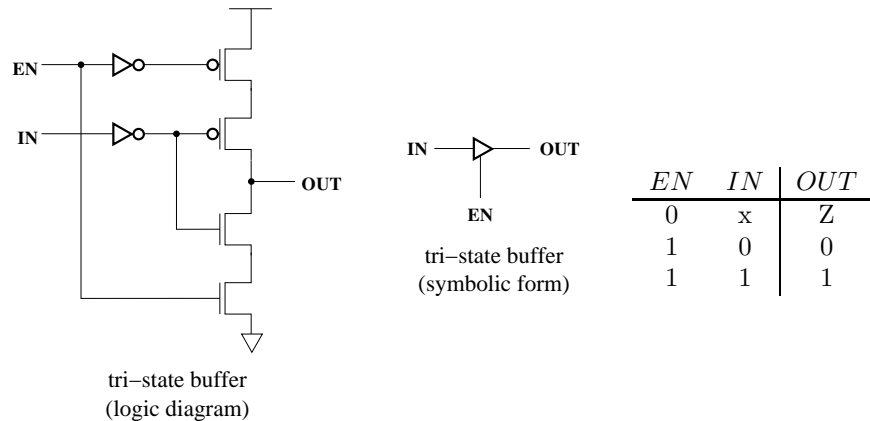 EN
IN
OUT
tri−state buffer
(logic diagram)
IN
OUT
EN
tri−state buffer
(symbolic form)
EN IN OUT
0 x Z
1 0 0
1 1 1